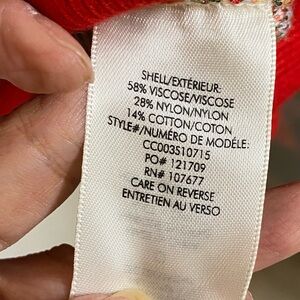 SHELL/EXTÉRIEUR:
58% VISCOSE/VISCOSE
28% NYLON/NYLON
14% COTTON/COTON
STYLE#/NUMÉRO DE MODÈLE:
CC003510715
PO# 121709
RN# 107677
CARE ON REVERSE
ENTRETIEN AU VERSO